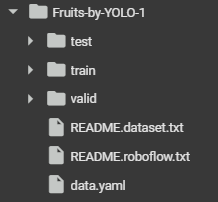 Fruits-by-YOLO-1
test
train
valid
README.dataset.txt
README.roboflow.txt
data.yaml